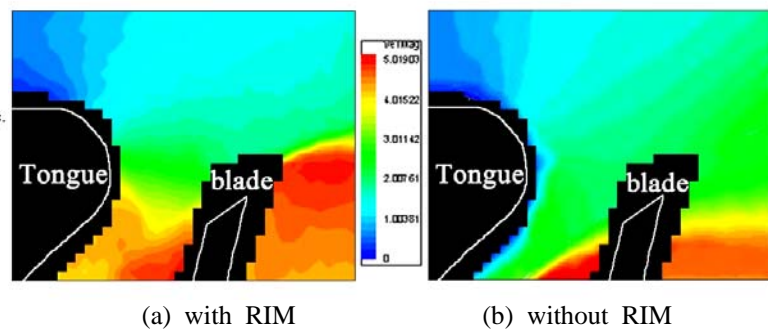 5.01903
4.01522
3.01142
2.00761
1.00381
0
Tongue
blade
Tongue
blade
(a) with RIM
(b) without RIM